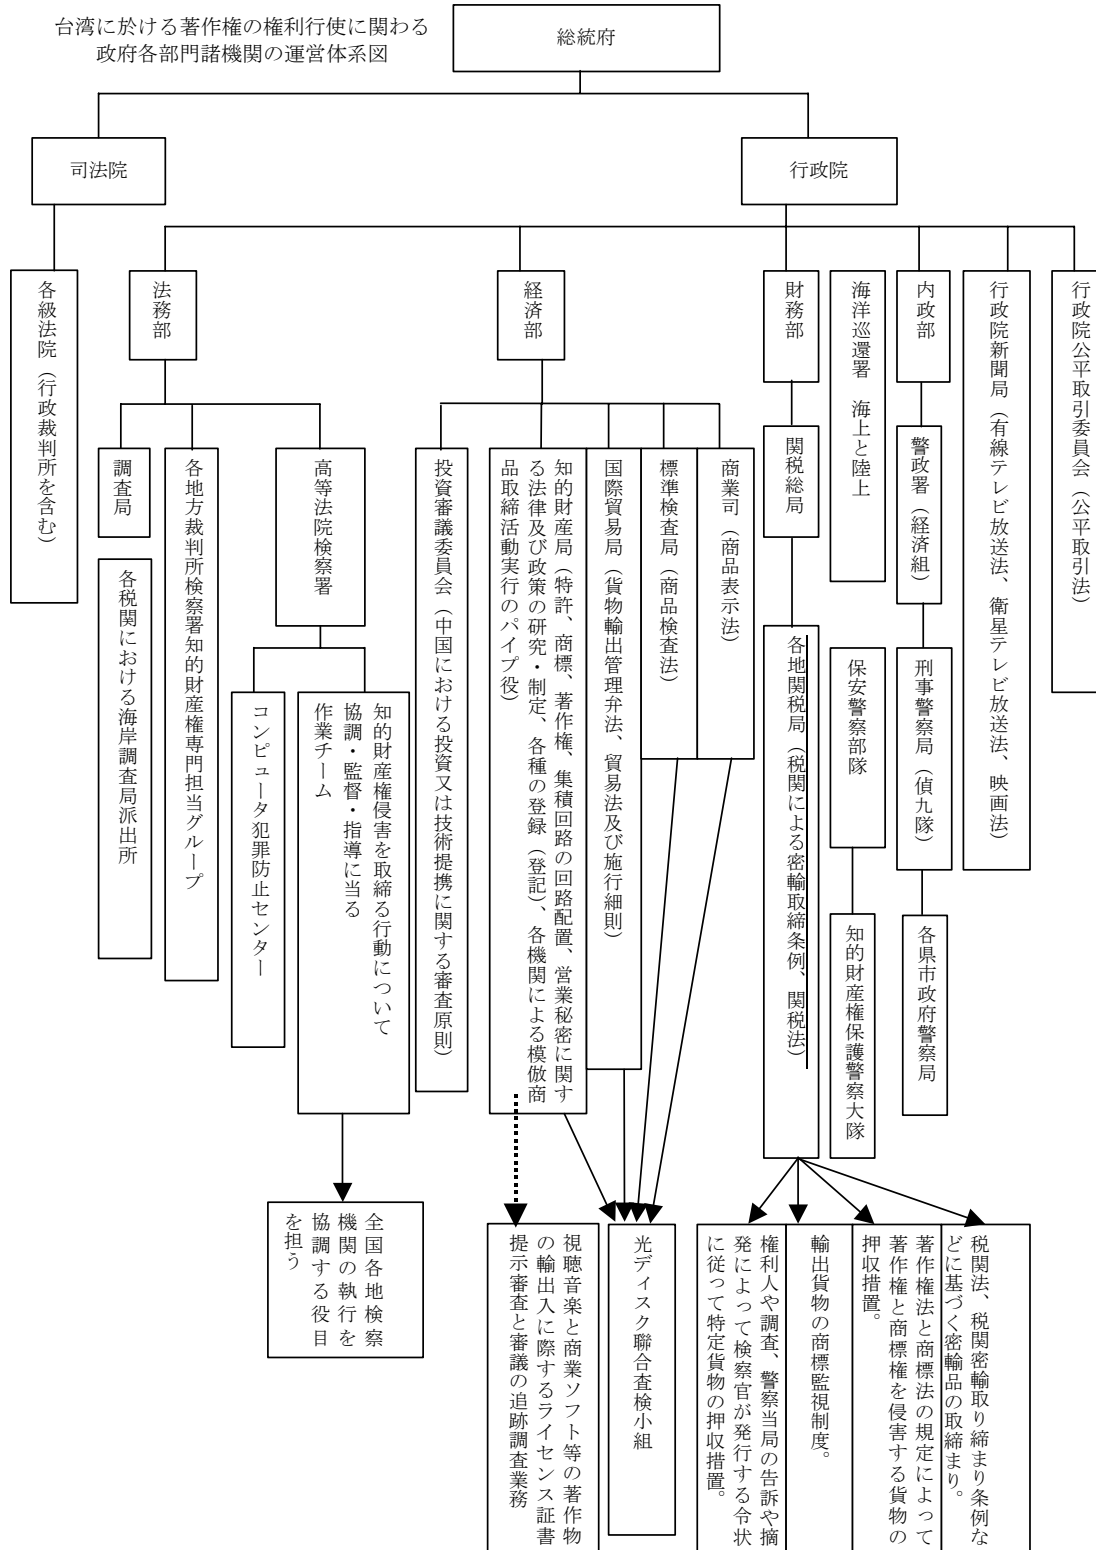 台湾に於ける著作権の権利行使に関わる
政府各部門諸機関の運営体系図
総統府
司法院
行政院
各級法院（行政裁判所を含む）
法務部
経済部
財務部
海洋巡還署　海上と陸上
内政部
行政院新聞局（有線テレビ放送法、衛星テレビ放送法、映画法）
行政院公平取引委員会（公平取引法）
調査局
各税関における海岸調査局派出所
各地方裁判所検察署知的財産権専門担当グループ
高等法院検察署
コンピュータ犯罪防止センター
知的財産権侵害を取締る行動について
協調・監督・指導に当る
作業チーム
全国各地検察
機関の執行を
協調する役目
を担う
投資審議委員会（中国における投資又は技術提携に関する審査原則）
知的財産局（特許、商標、著作権、集積回路の回路配置、営業秘密に関す
る法律及び政策の研究・制定、各種の登録（登記）、各機関による模倣商
品取締活動実行のパイプ役）
国際貿易局（貨物輸出管理弁法、貿易法及び施行細則）
標準検査局（商品検査法）
商業司（商品表示法）
関税総局
各地関税局（税関による密輸取締条例、関税法）
保安警察部隊
知的財産権保護警察大隊
警政署（経済組）
刑事警察局（偵九隊）
各県市政府警察局
視聴音楽と商業ソフト等の著作物
の輸出入に際するライセンス証書
提示審査と審議の追跡調査業務
光ディスク聯合査検小組
権利人や調査、警察当局の告訴や摘
発によって検察官が発行する令状
に従って特定貨物の押収措置。
輸出貨物の商標監視制度。
著作権法と商標法の規定によって
著作権と商標権を侵害する貨物の
押収措置。
税関法、税関密輸取り締まり条例な
どに基づく密輸品の取締まり。